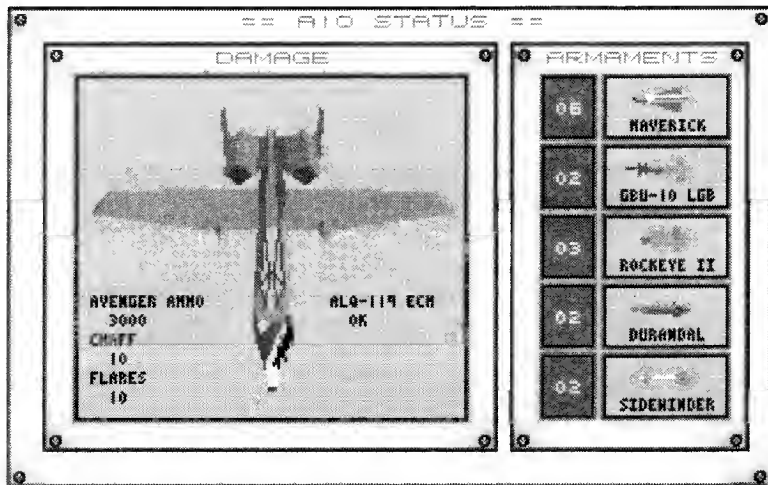 == A10 STATUS ==
DAMAGE
AVENGER AMMO
3000
CHAFF
10
FLARES
10
ALQ-119 ECM
OK
ARMAMENTS
06
MAVERICK
02
GBU-10 LGB
03
ROCKEYE II
02
DURANDAL
02
SIDEWINDER